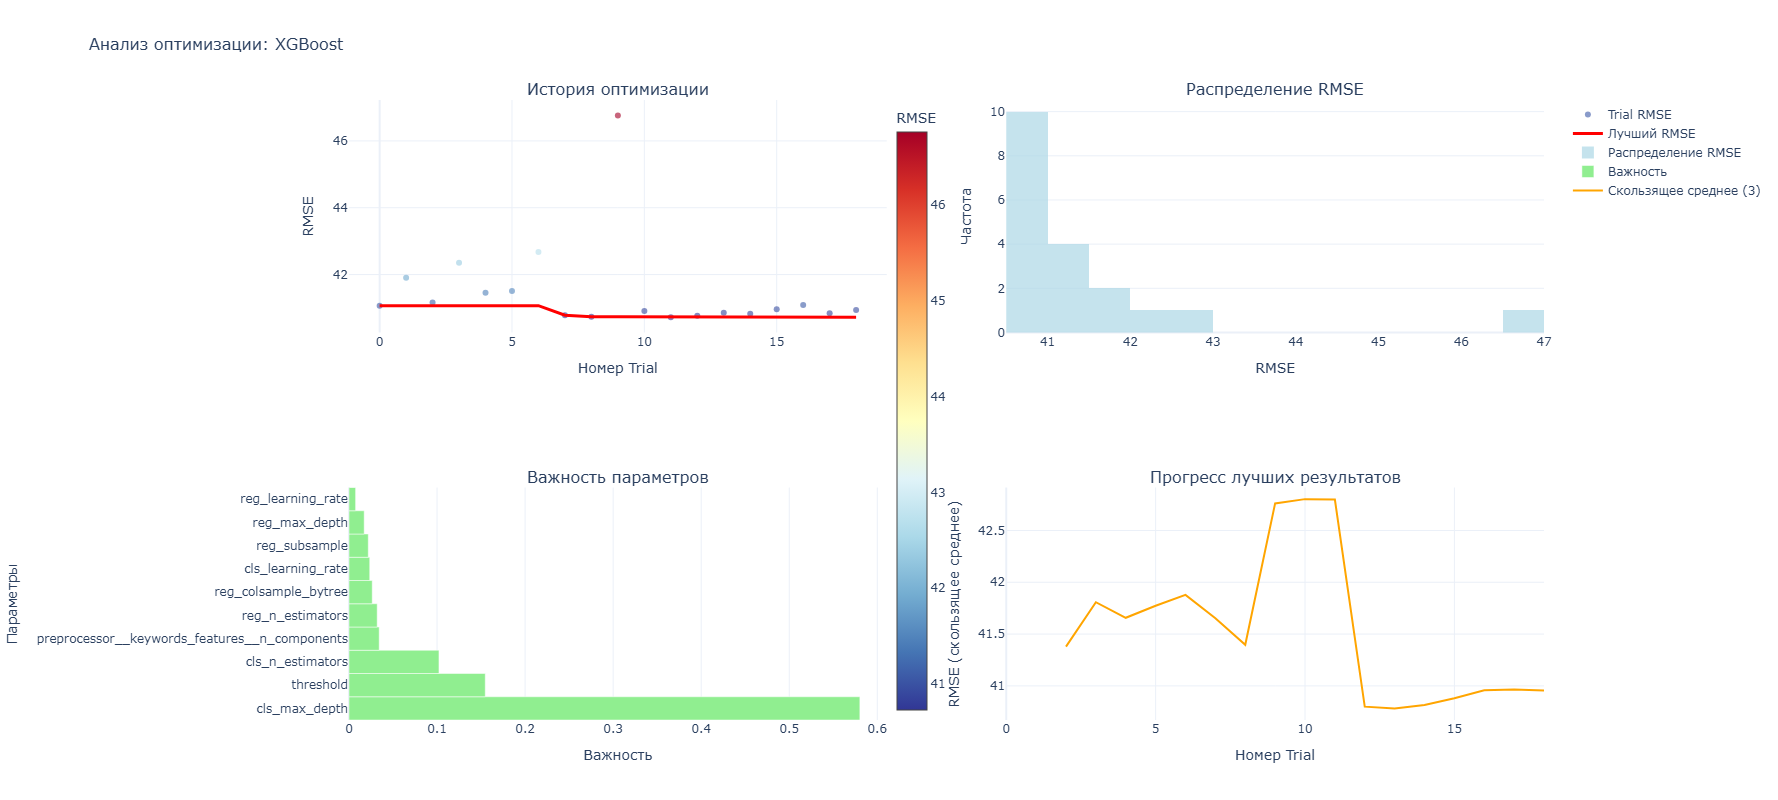 Анализ оптимизации: XGBoost
История оптимизации
RMSE
46
44
42
0
5
10
15
Номер Trial
RMSE
46
45
44
43
42
41
Распределение RMSE
Частота
10
8
6
4
2
0
41
42
43
44
45
46
47
RMSE
Trial RMSE
Лучший RMSE
Распределение RMSE
Важность
Скользящее среднее (3)
Важность параметров
Параметры
reg_learning_rate
reg_max_depth
reg_subsample
cls_learning_rate
reg_colsample_bytree
reg_n_estimators
preprocessor__keywords_features__n_components
cls_n_estimators
threshold
cls_max_depth
0
0.1
0.2
0.3
0.4
0.5
0.6
Важность
Прогресс лучших результатов
RMSE (скользящее среднее)
42.5
42
41.5
41
0
5
10
15
Номер Trial